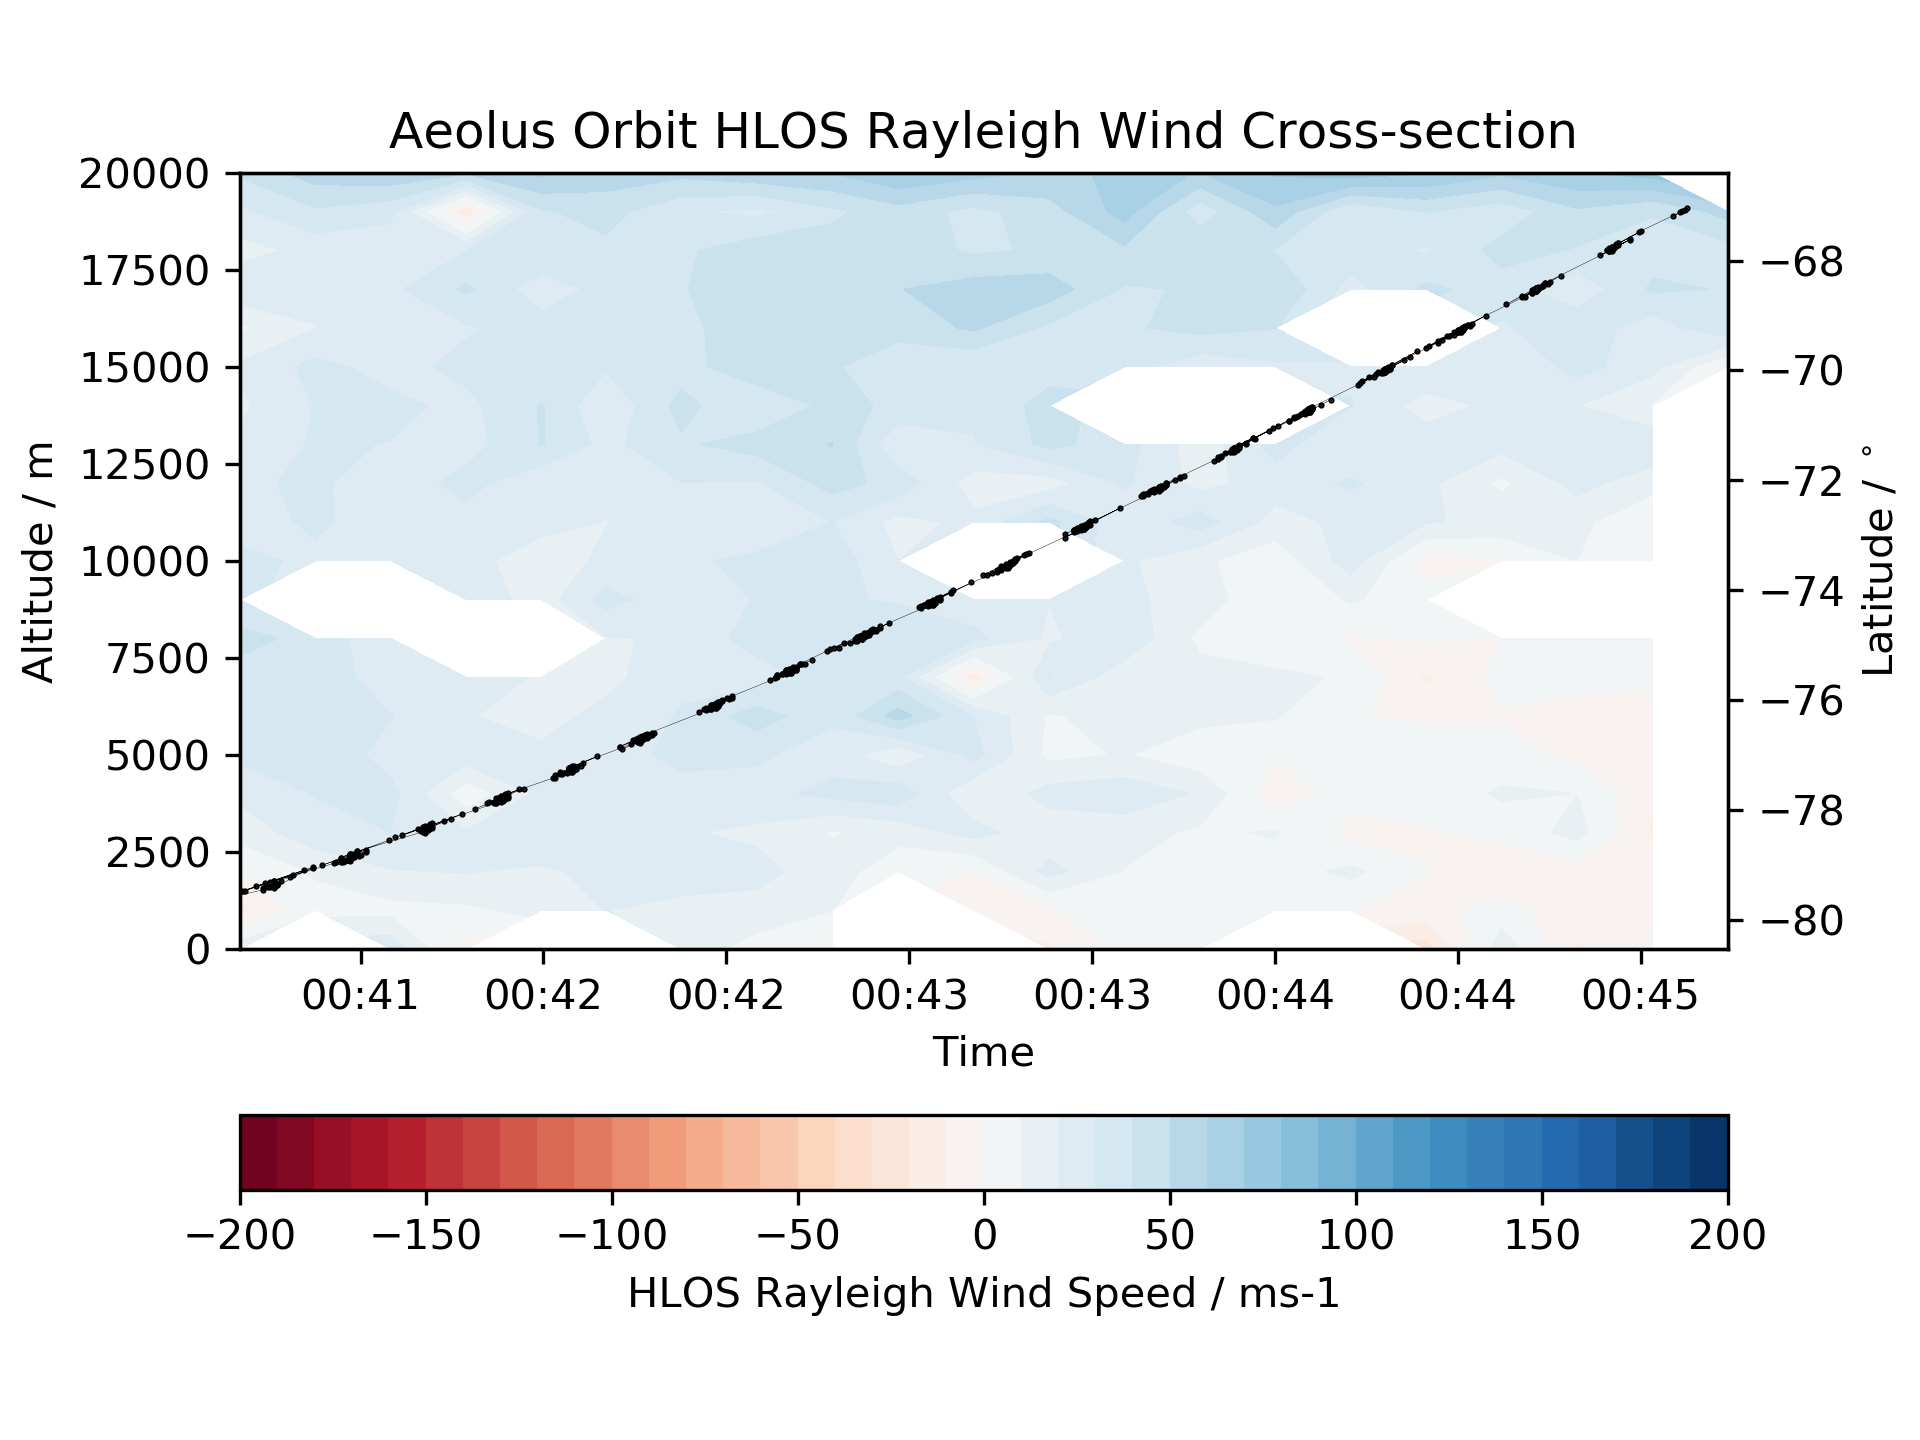 Aeolus Orbit HLOS Rayleigh Wind Cross-section
20000
17500
15000
12500
10000
7500
5000
2500
0
Altitude / m
−68
−70
−72
−74
−76
−78
−80
Latitude / °
00:41 00:42 00:42 00:43 00:43 00:44 00:44 00:45
Time
−200 −150 −100 −50 0 50 100 150 200
HLOS Rayleigh Wind Speed / ms-1